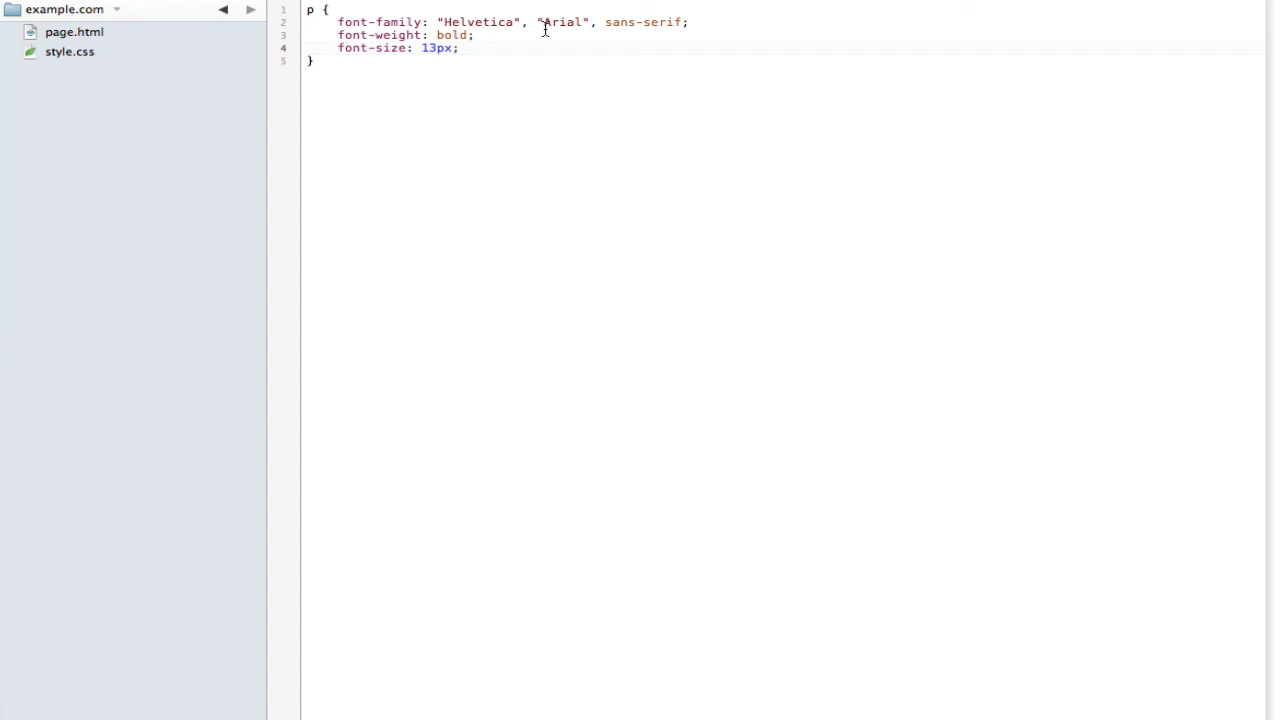 example.com
page.html
style.css
1 p {
2 font-family: "Helvetica", "Arial", sans-serif;
3 font-weight: bold;
4 font-size: 13px;
5 }